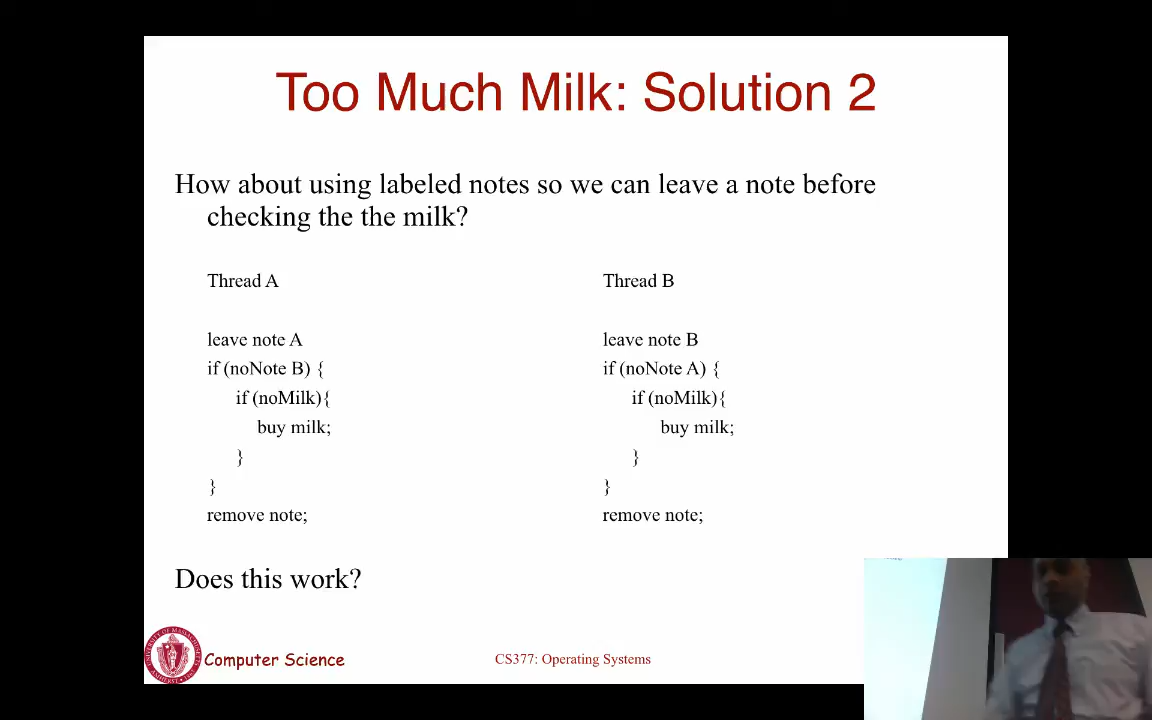 Too Much Milk: Solution 2
How about using labeled notes so we can leave a note before
checking the the milk?
Thread A
leave note A
if (noNote B) {
if (noMilk){
buy milk;
}
}
remove note;
Thread B
leave note B
if (noNote A) {
if (noMilk){
buy milk;
}
}
remove note;
Does this work?
Computer Science
CS377: Operating Systems